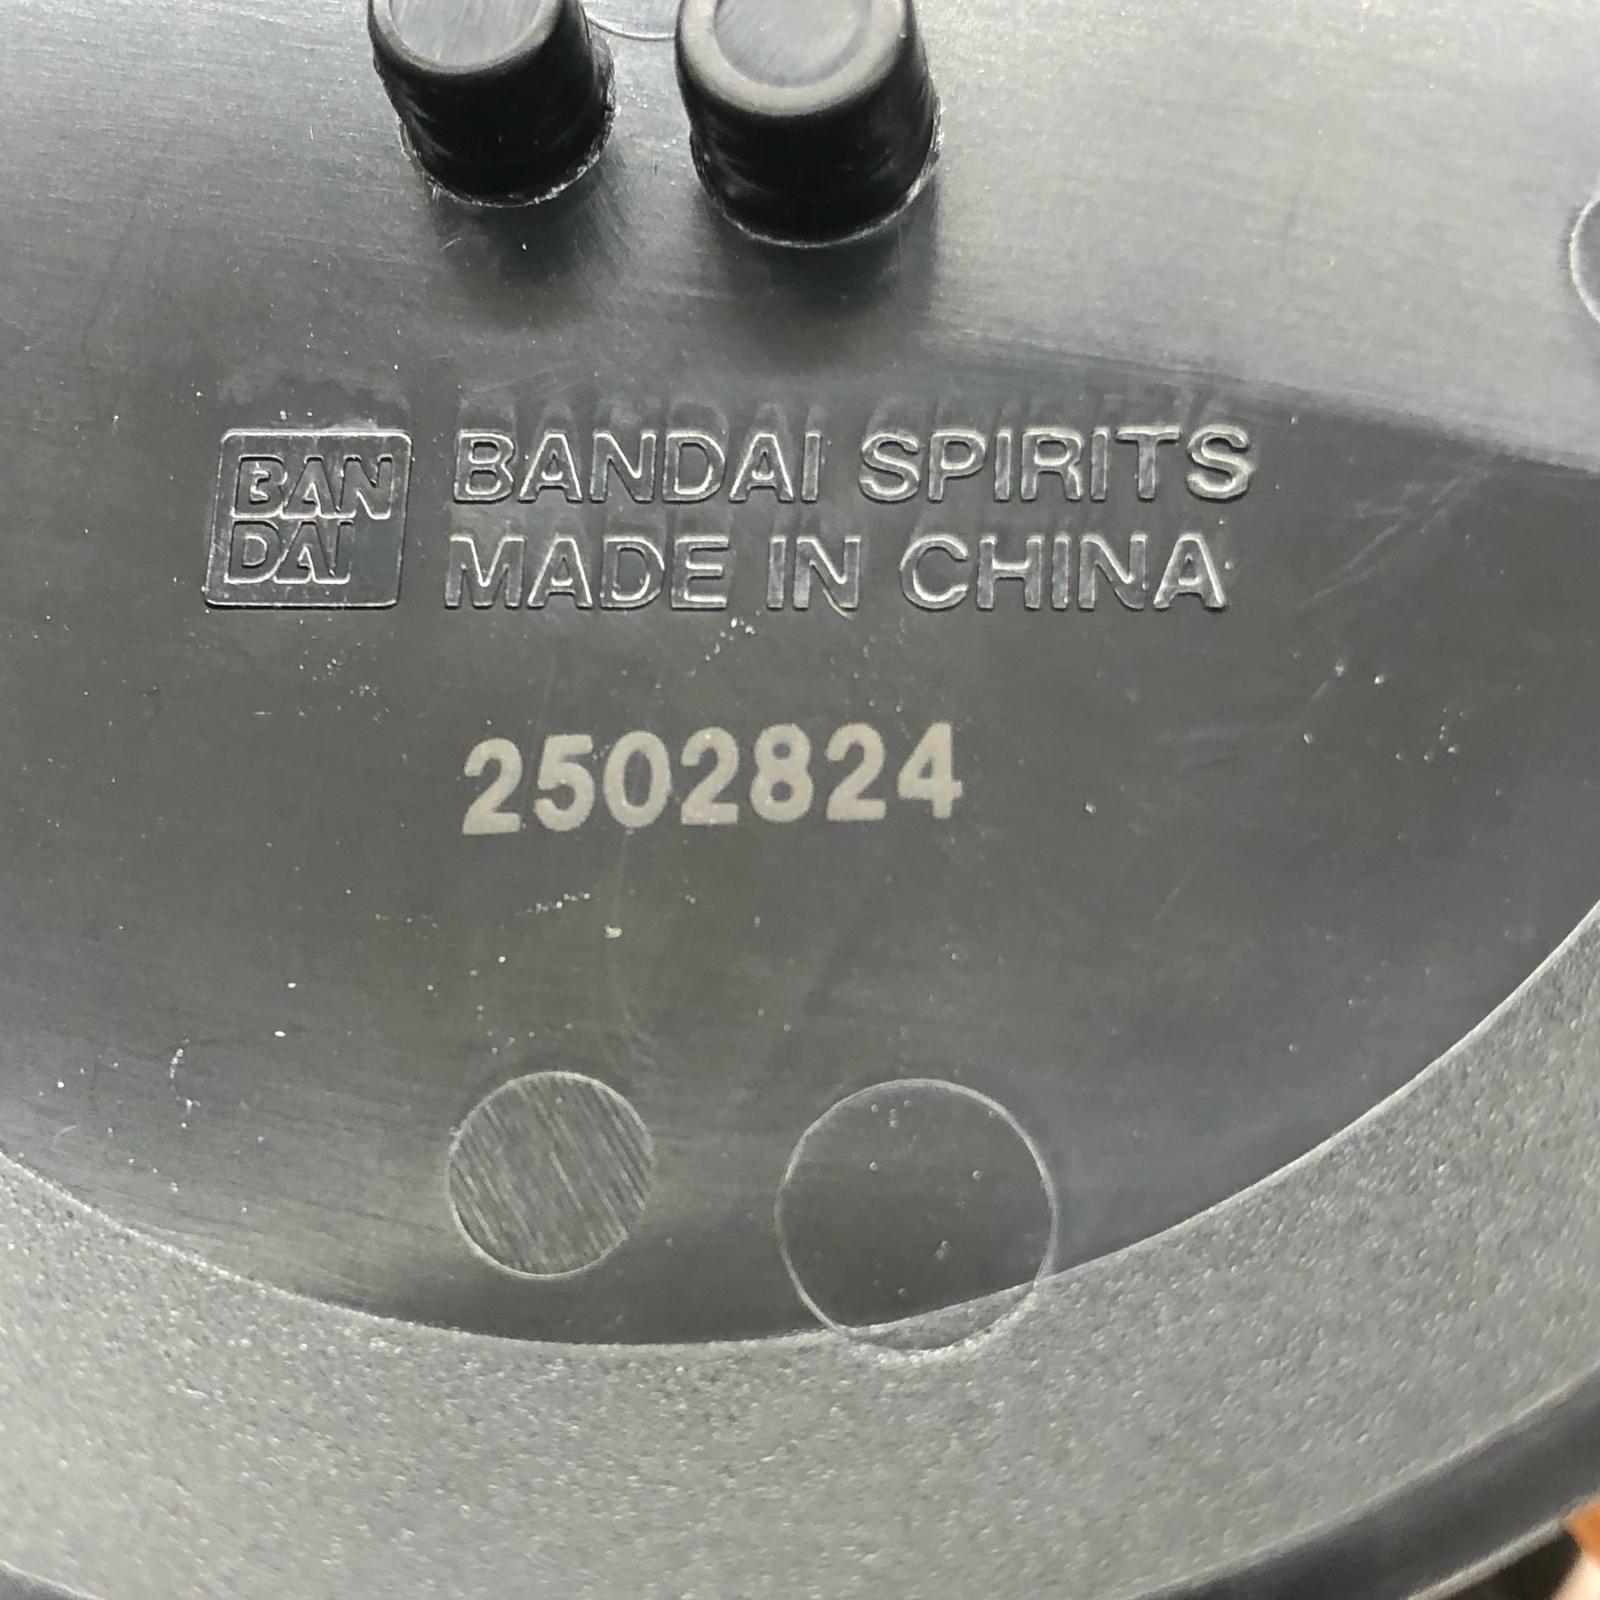 BAN
DAI
BANDAI SPIRITS
MADE IN CHINA
2502824